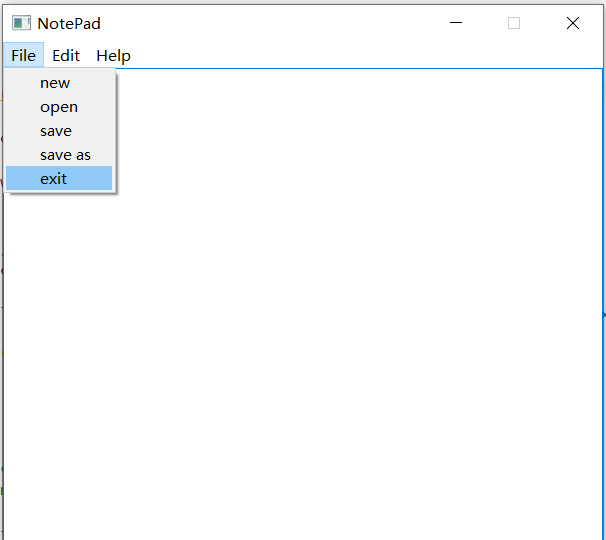 NotePad
File Edit Help
new
open
save
save as
exit